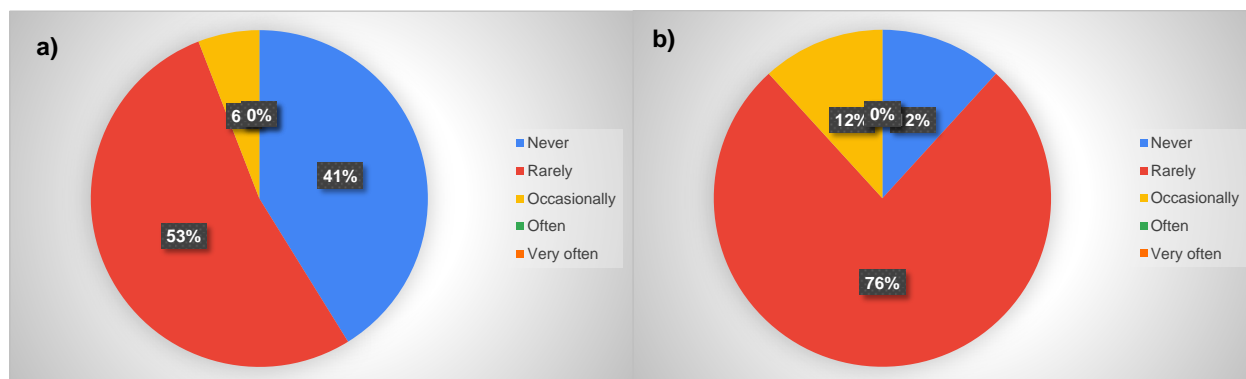 a)
6
0%
41%
53%
Never
Rarely
Occasionally
Often
Very often
b)
12%
0%
2%
76%
Never
Rarely
Occasionally
Often
Very often